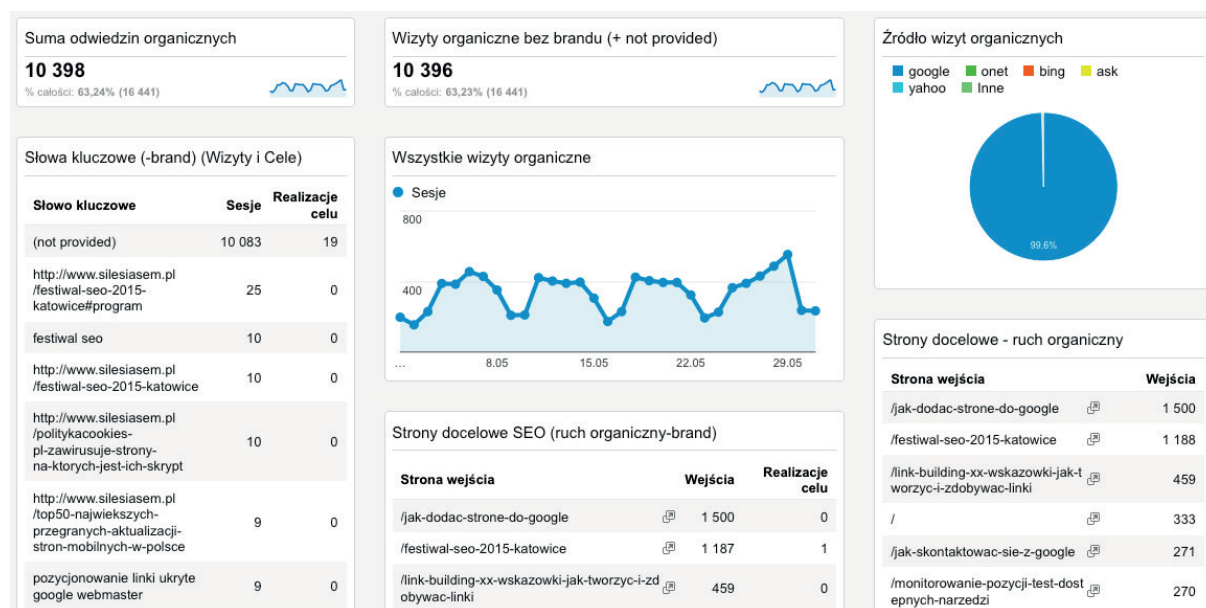 Suma odwiedzin organicznych
10 398
% całości: 63,24% (16 441)
Słowa kluczowe (-brand) (Wizyty i Cele)
Słowo kluczowe Sesje Realizacje
celu
(not provided) 10 083 19
http://www.silesiasem.pl
/festiwal-seo-2015-
katowice#program
25 0
festiwal seo 10 0
http://www.silesiasem.pl
/festiwal-seo-2015-katowice
10 0
http://www.silesiasem.pl
/politykacookies-
pl-zawirusuje-strony-
na-ktorych-jest-ich-skrypt
10 0
http://www.silesiasem.pl
/top50-najwiekszych-
przegranych-aktualizacji-
stron-mobilnych-w-polsce
9 0
pozycjonowanie linki ukryte
google webmaster
9 0
Wizyty organiczne bez brandu (+ not provided)
10 396
% całości: 63,23% (16 441)
Wszystkie wizyty organiczne
Sesje
800
400
... 8.05 15.05 22.05 29.05
Strony docelowe SEO (ruch organiczny-brand)
Strona wejścia Wejścia Realizacje
celu
/jak-dodac-strone-do-google 1 500 0
/festiwal-seo-2015-katowice 1 187 1
/link-building-xx-wskazowki-jak-tworzyc-i-zd
obywac-linki
459 0
Źródło wizyt organicznych
google onet bing ask
yahoo Inne
99,6%
Strony docelowe - ruch organiczny
Strona wejścia Wejścia
/jak-dodac-strone-do-google 1 500
/festiwal-seo-2015-katowice 1 188
/link-building-xx-wskazowki-jak-t
worzyc-i-zdobywac-linki
459
/ 333
/jak-skontaktowac-sie-z-google 271
/monitorowanie-pozycji-test-dost
epnych-narzedzi
270